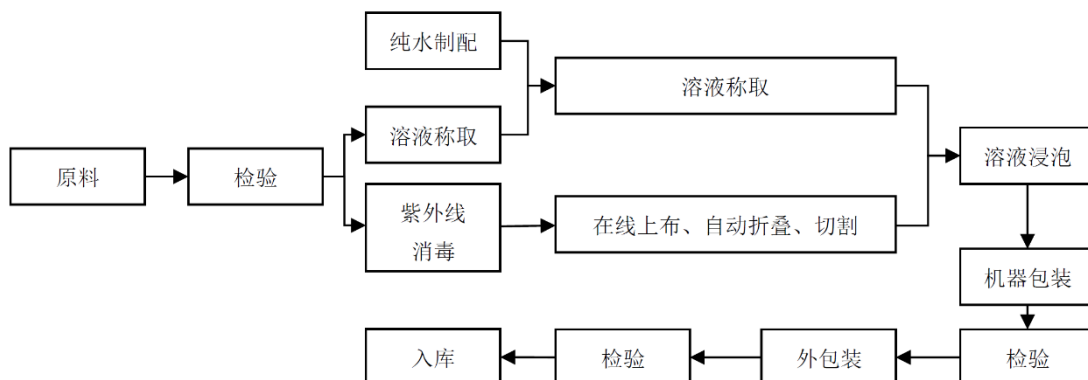 纯水制配
溶液称取
溶液称取
原料
检验
溶液浸泡
紫外线
消毒
在线上布、自动折叠、切割
机器包装
入库
检验
外包装
检验